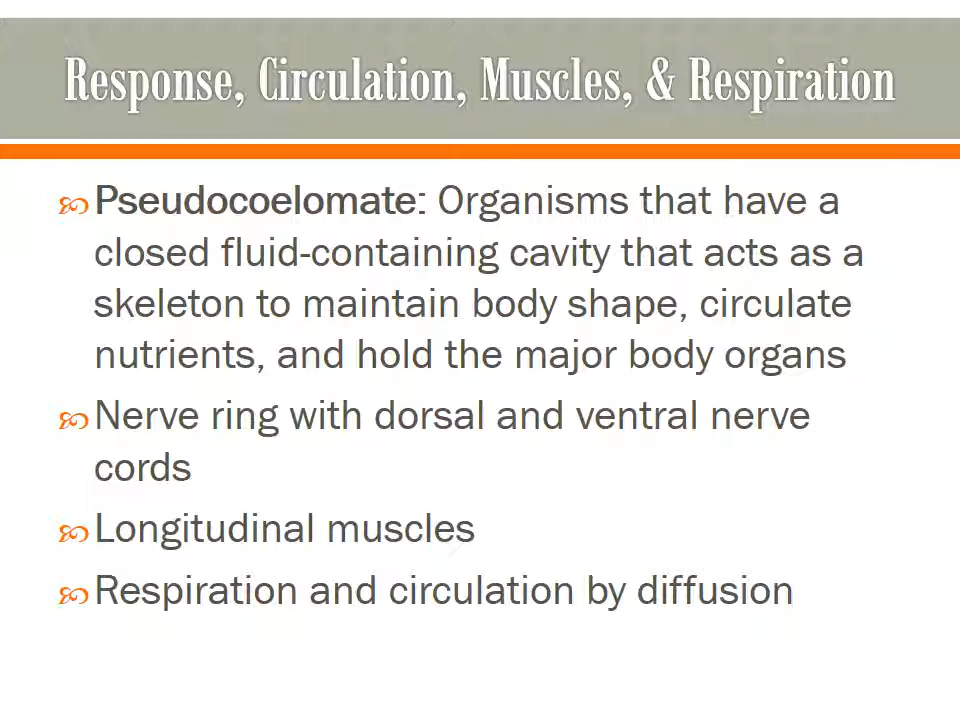 Response, Circulation, Muscles, & Respiration
Pseudocoelomate: Organisms that have a
closed fluid-containing cavity that acts as a
skeleton to maintain body shape, circulate
nutrients, and hold the major body organs
Nerve ring with dorsal and ventral nerve
cords
Longitudinal muscles
Respiration and circulation by diffusion